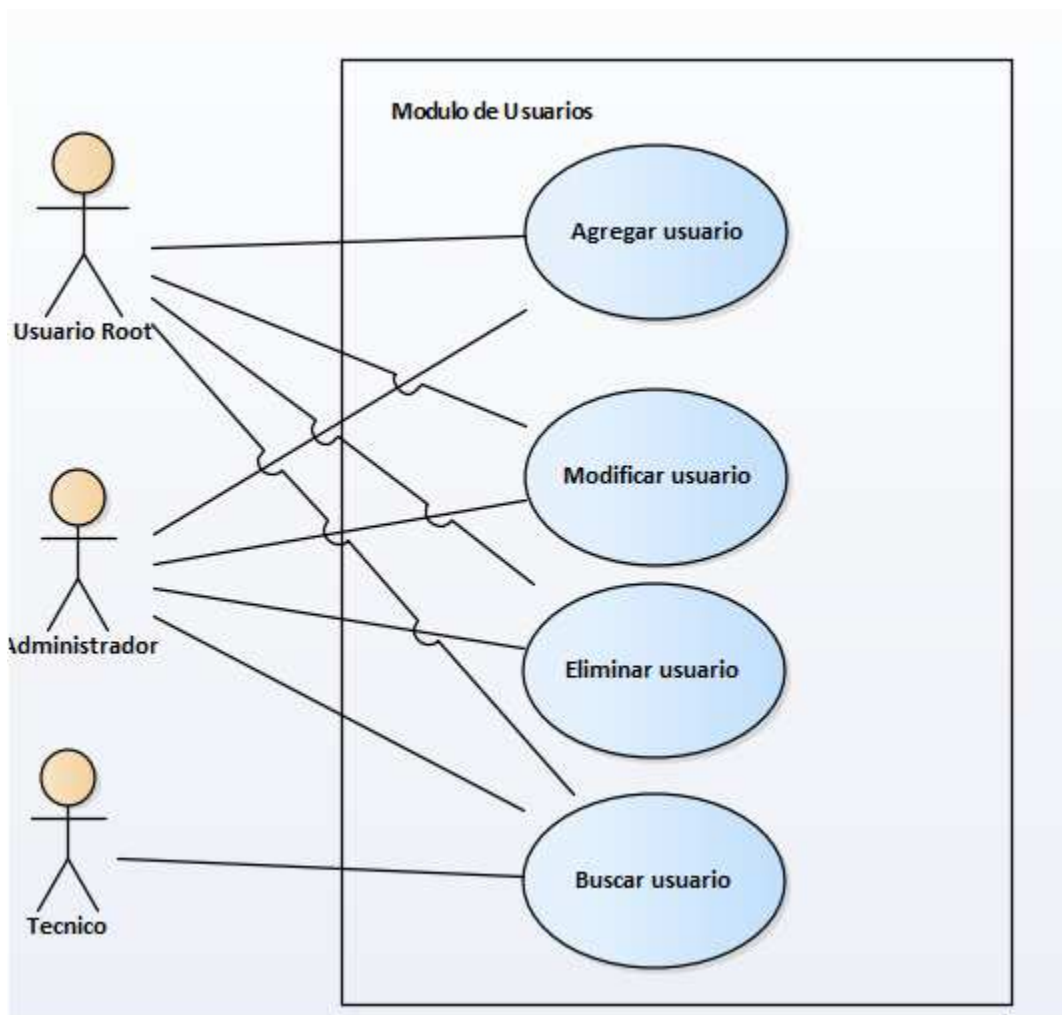 Modulo de Usuarios
Agregar usuario
Usuario Root
Modificar usuario
Administrador
Eliminar usuario
Buscar usuario
Tecnico